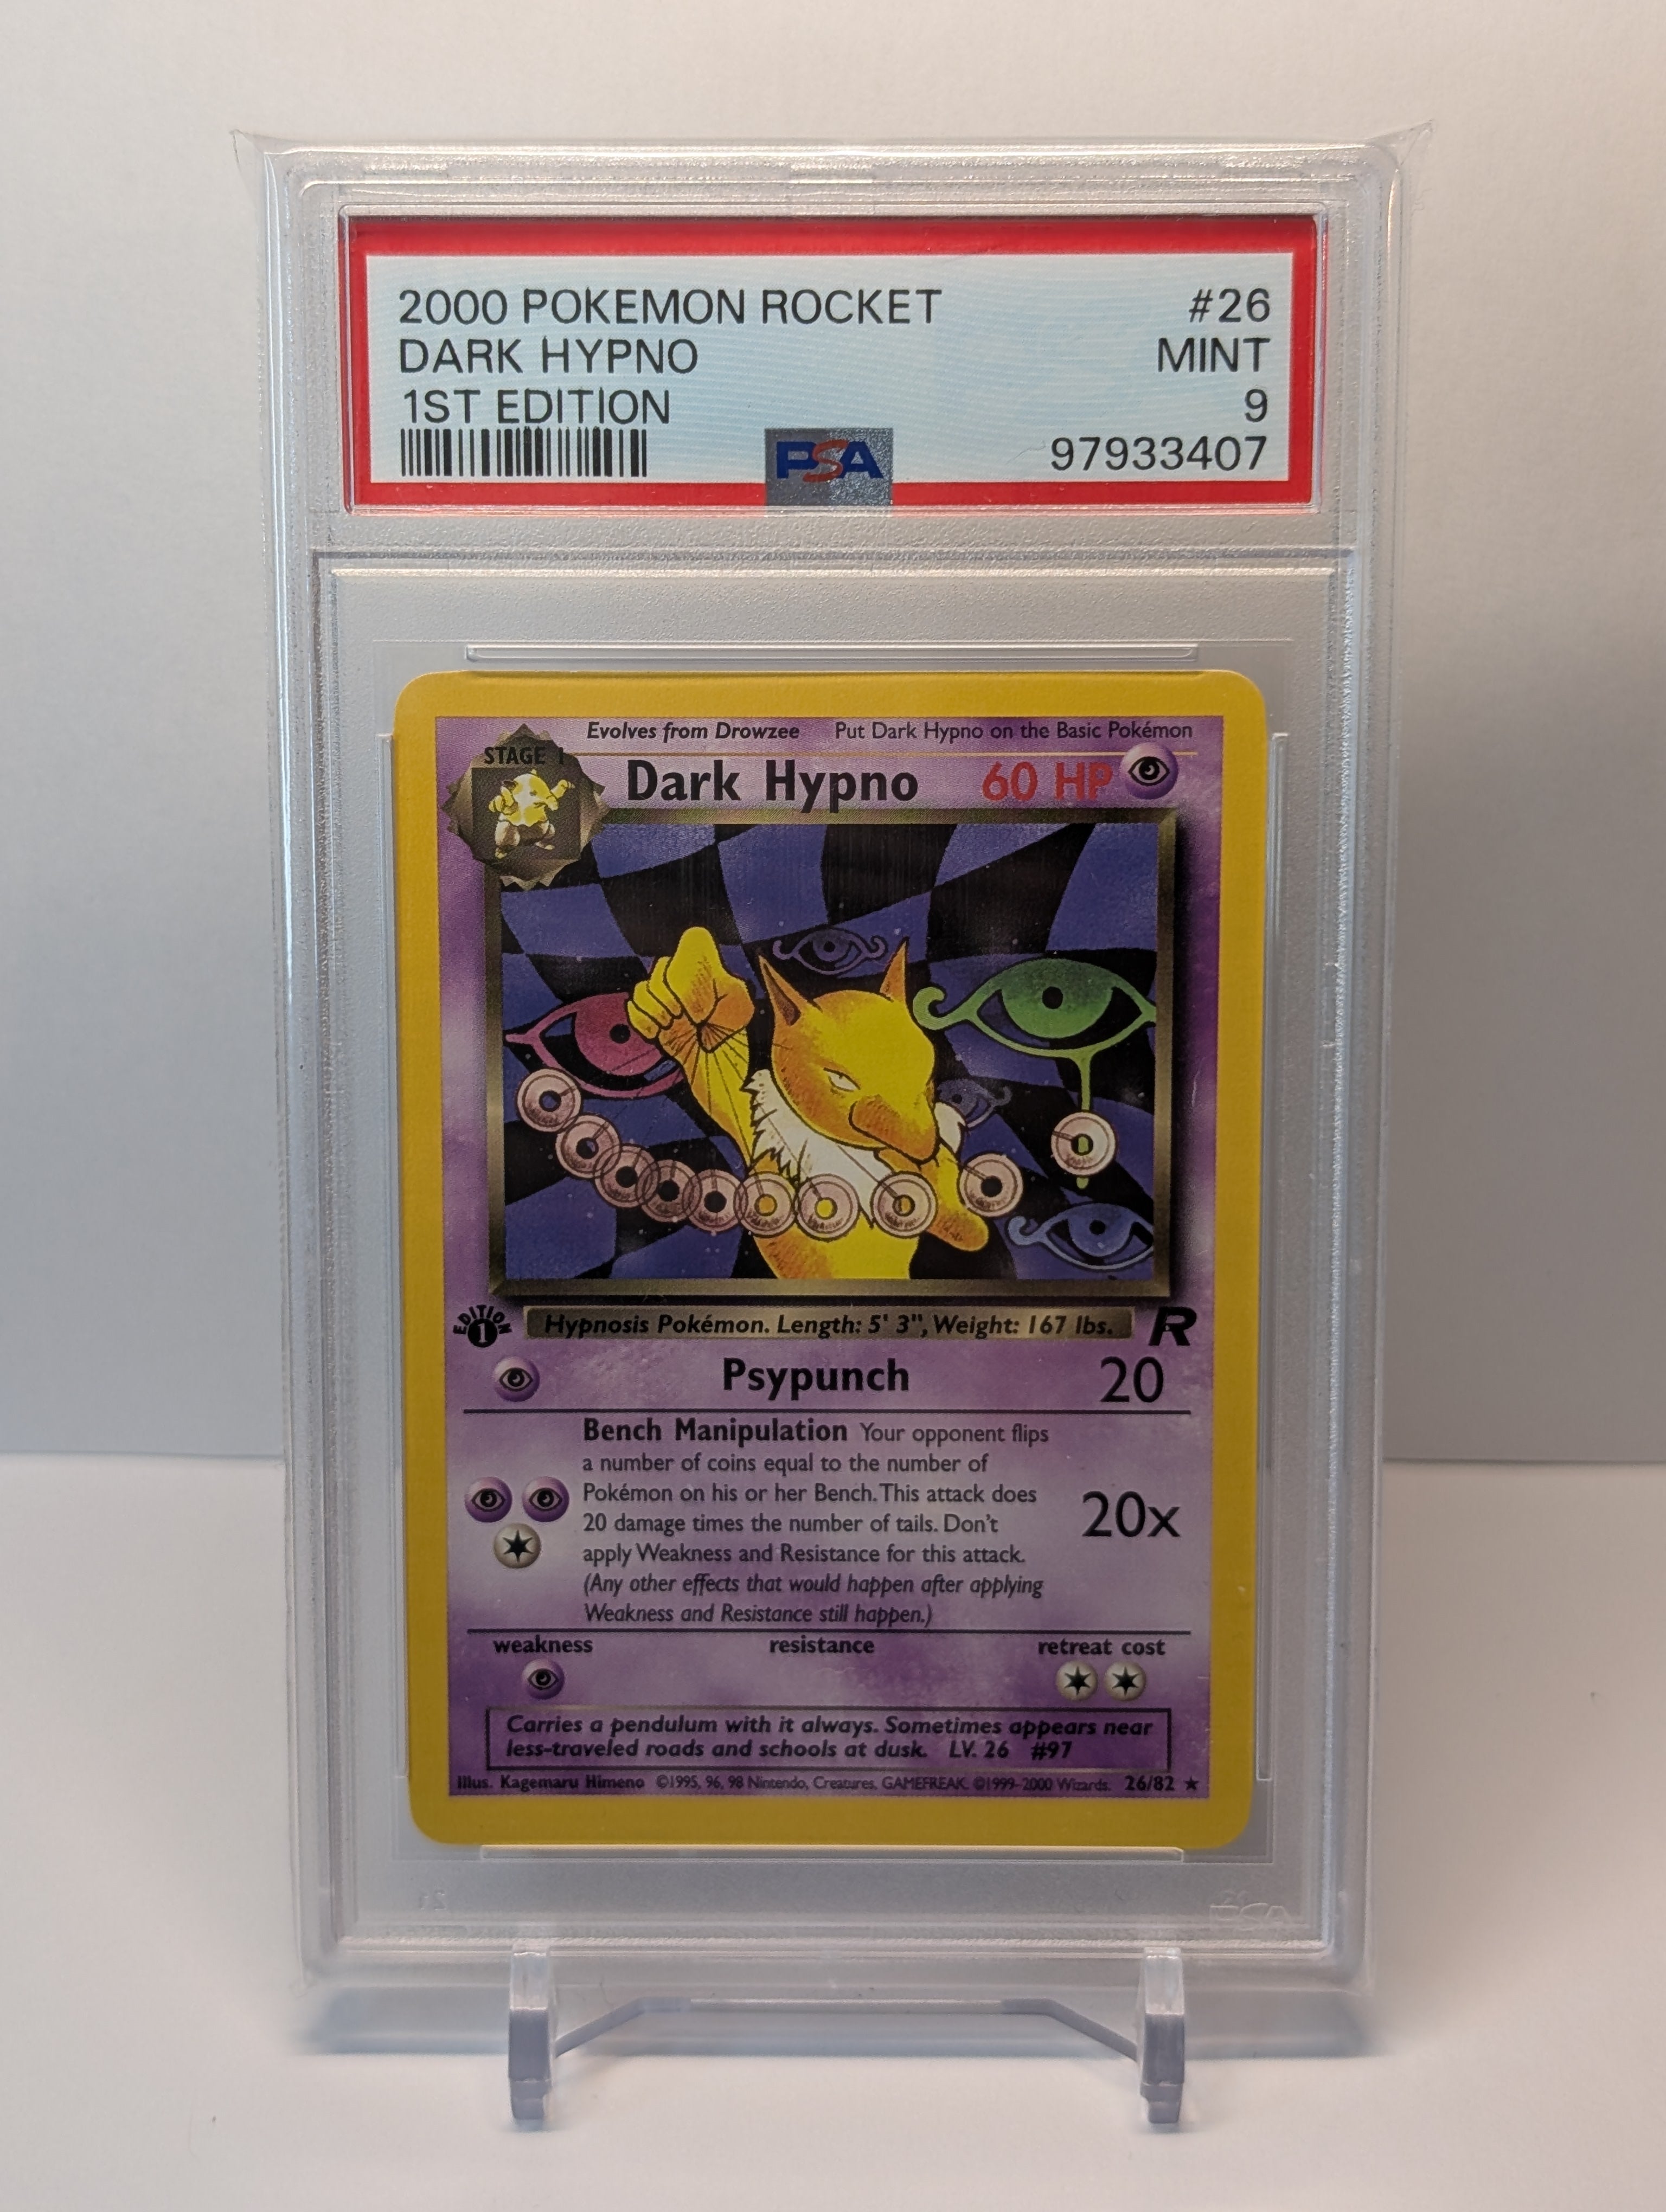 2000 POKEMON ROCKET #26
DARK HYPNO MINT
1ST EDITION 9
PSA 97933407
Evolves from Drowzee Put Dark Hypno on the Basic Pokémon
STAGE 1
Dark Hypno 60 HP
EDITION
1
Hypnosis Pokémon. Length: 5' 3", Weight: 167 lbs. R
Psypunch 20
Bench Manipulation Your opponent flips
a number of coins equal to the number of
Pokémon on his or her Bench. This attack does
20 damage times the number of tails. Don't
apply Weakness and Resistance for this attack.
(Any other effects that would happen after applying
Weakness and Resistance still happen.)
20x
weakness resistance retreat cost
Carries a pendulum with it always. Sometimes appears near
less-traveled roads and schools at dusk. LV. 26 #97
Illus. Kagemaru Himeno ©1995, 96, 98 Nintendo, Creatures, GAMEFREAK. ©1999-2000 Wizards. 26/82 ★
PSA